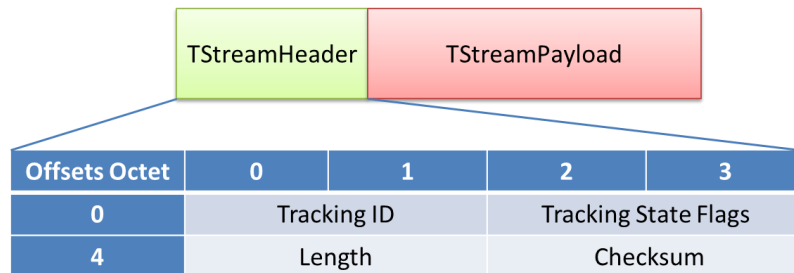 TStreamHeader TStreamPayload
Offsets Octet 0 1 2 3
0 Tracking ID Tracking State Flags
4 Length Checksum